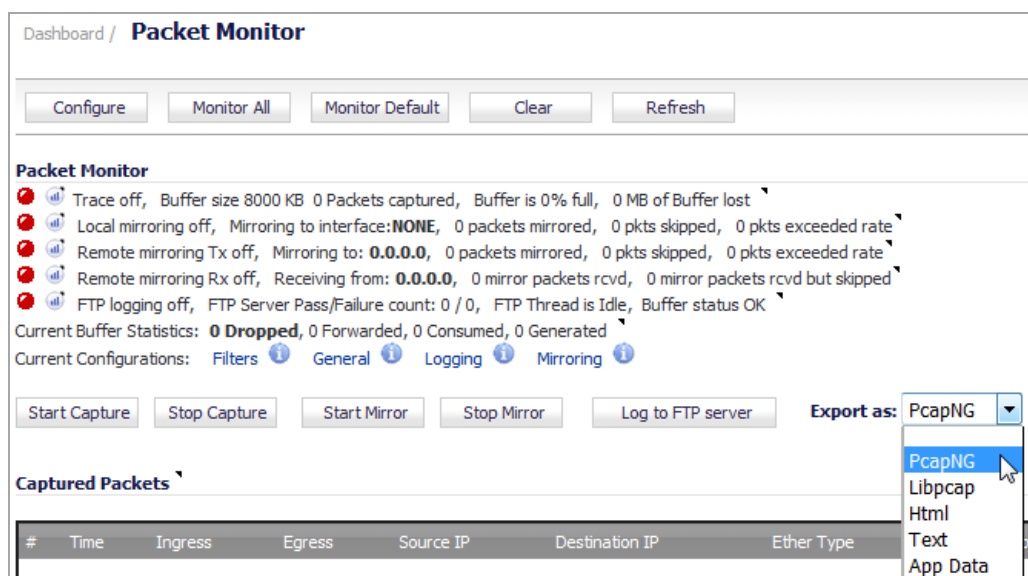 Dashboard / Packet Monitor
Configure Monitor All Monitor Default Clear Refresh
Packet Monitor
Trace off, Buffer size 8000 KB 0 Packets captured, Buffer is 0% full, 0 MB of Buffer lost
Local mirroring off, Mirroring to interface:NONE, 0 packets mirrored, 0 pkts skipped, 0 pkts exceeded rate
Remote mirroring Tx off, Mirroring to: 0.0.0.0, 0 packets mirrored, 0 pkts skipped, 0 pkts exceeded rate
Remote mirroring Rx off, Receiving from: 0.0.0.0, 0 mirror packets rcvd, 0 mirror packets rcvd but skipped
FTP logging off, FTP Server Pass/Failure count: 0 / 0, FTP Thread is Idle, Buffer status OK
Current Buffer Statistics: 0 Dropped, 0 Forwarded, 0 Consumed, 0 Generated
Current Configurations: Filters General Logging Mirroring
Start Capture Stop Capture Start Mirror Stop Mirror Log to FTP server Export as: PcapNG
PcapNG
Libpcap
Html
Text
App Data
Captured Packets
# Time Ingress Egress Source IP Destination IP Ether Type